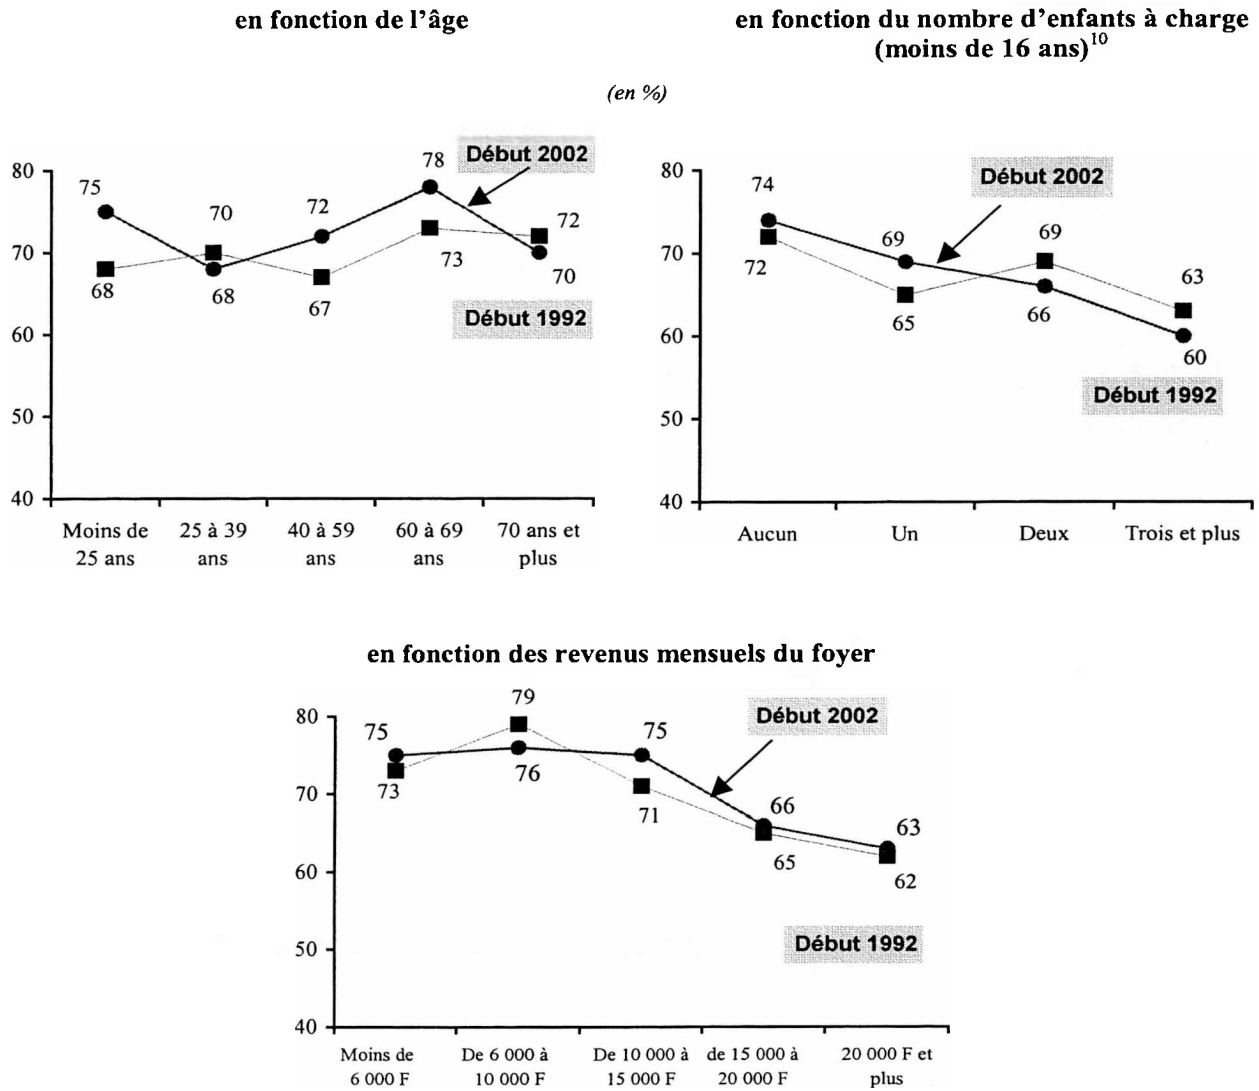 en fonction de l'âge
en fonction du nombre d'enfants à charge
(moins de 16 ans)10
(en %)
80
70
60
50
40
75
68
70
68
72
67
78
73
72
70
Début 2002
Début 1992
Moins de
25 ans
25 à 39
ans
40 à 59
ans
60 à 69
ans
70 ans et
plus
80
70
60
50
40
74
72
69
65
69
66
63
60
Début 2002
Début 1992
Aucun
Un
Deux
Trois et plus
en fonction des revenus mensuels du foyer
80
70
60
50
40
75
73
79
76
75
71
66
65
63
62
Début 2002
Début 1992
Moins de
6 000 F
De 6 000 à
10 000 F
De 10 000 à
15 000 F
de 15 000 à
20 000 F
20 000 F et
plus